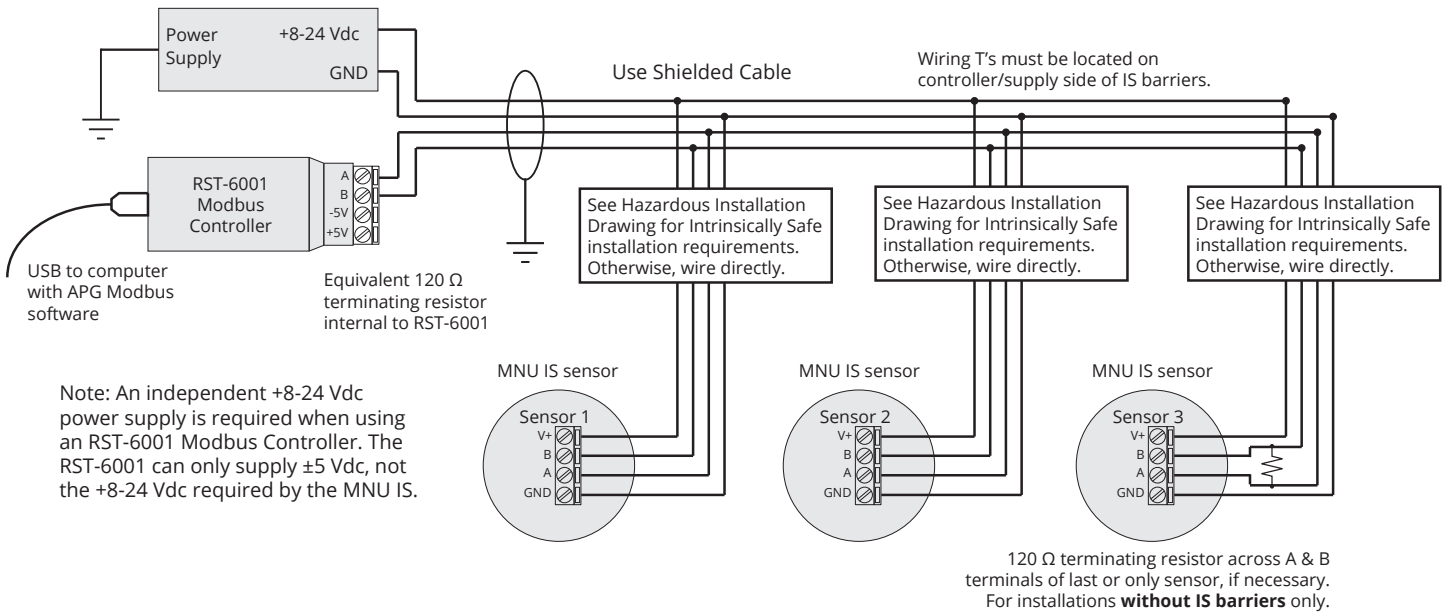 Power
Supply
+8-24 Vdc
GND
Use Shielded Cable
Wiring T's must be located on
controller/supply side of IS barriers.
RST-6001
Modbus
Controller
A
B
-5V
+5V
USB to computer
with APG Modbus
software
Equivalent 120 Ω
terminating resistor
internal to RST-6001
See Hazardous Installation
Drawing for Intrinsically Safe
installation requirements.
Otherwise, wire directly.
See Hazardous Installation
Drawing for Intrinsically Safe
installation requirements.
Otherwise, wire directly.
See Hazardous Installation
Drawing for Intrinsically Safe
installation requirements.
Otherwise, wire directly.
Note: An independent +8-24 Vdc
power supply is required when using
an RST-6001 Modbus Controller. The
RST-6001 can only supply ±5 Vdc, not
the +8-24 Vdc required by the MNU IS.
MNU IS sensor
Sensor 1
V+
B
A
GND
MNU IS sensor
Sensor 2
V+
B
A
GND
MNU IS sensor
Sensor 3
V+
B
A
GND
120 Ω terminating resistor across A & B
terminals of last or only sensor, if necessary.
For installations without IS barriers only.